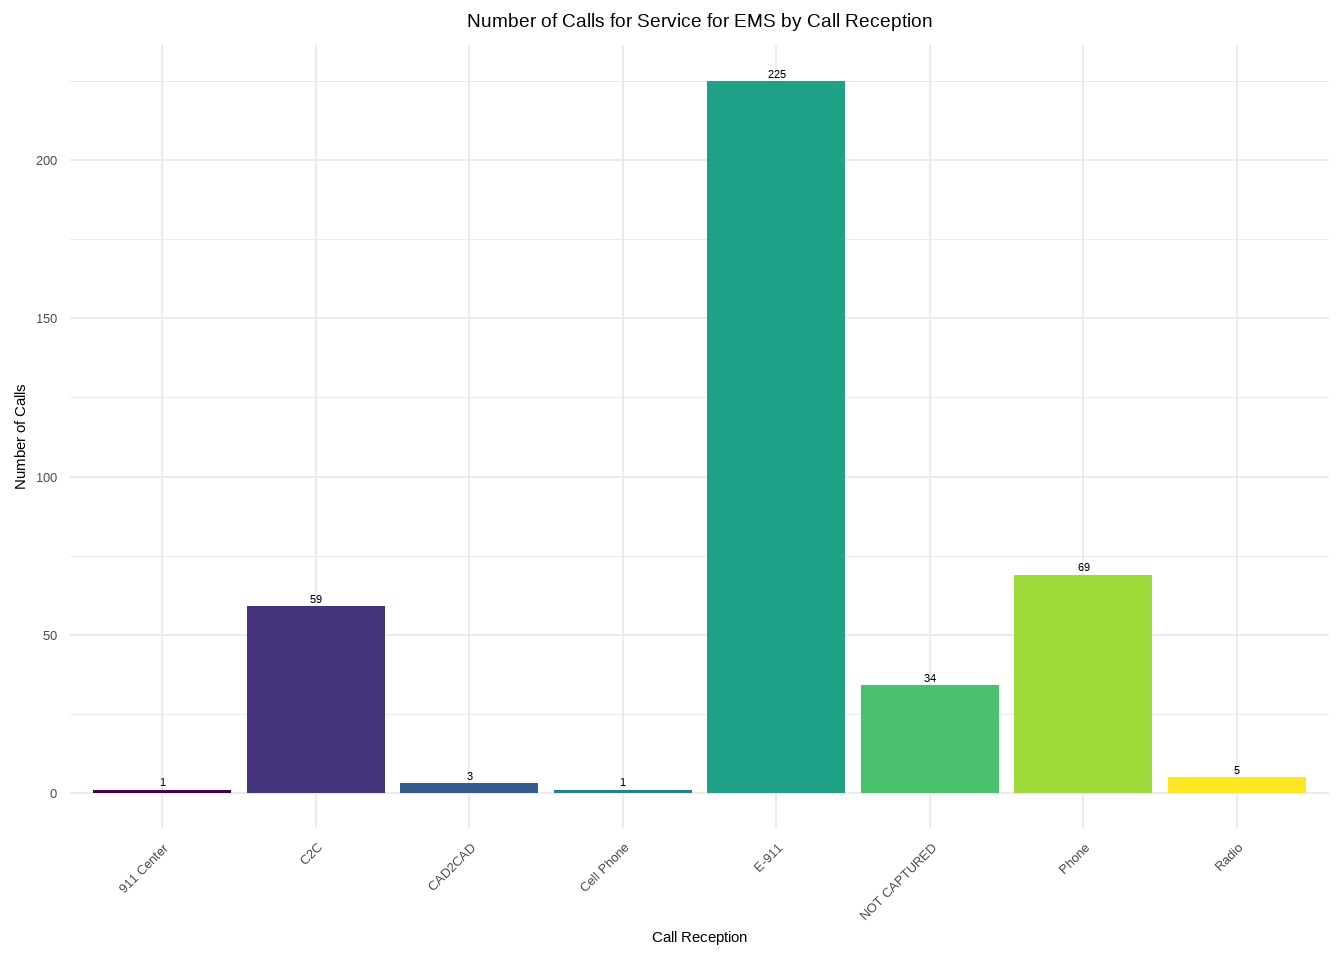 Number of Calls for Service for EMS by Call Reception
225
200
150
100
69
59
50
34
5
3
1
1
0
Number of Calls
911 Center
C2C
CAD2CAD
Cell Phone
E-911
NOT CAPTURED
Phone
Radio
Call Reception